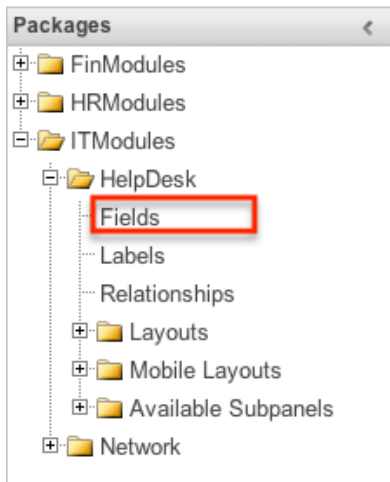 Packages
FinModules
HRModules
ITModules
HelpDesk
Fields
Labels
Relationships
Layouts
Mobile Layouts
Available Subpanels
Network